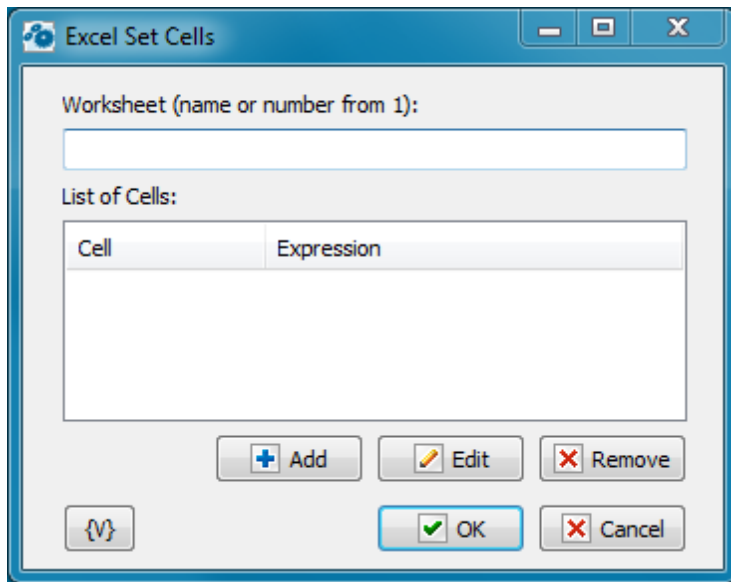 Excel Set Cells
Worksheet (name or number from 1):
List of Cells:
Cell Expression
Add Edit Remove
{V} OK Cancel